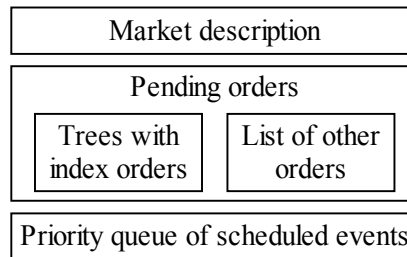 Market description
Pending orders
Trees with
index orders
List of other
orders
Priority queue of scheduled events